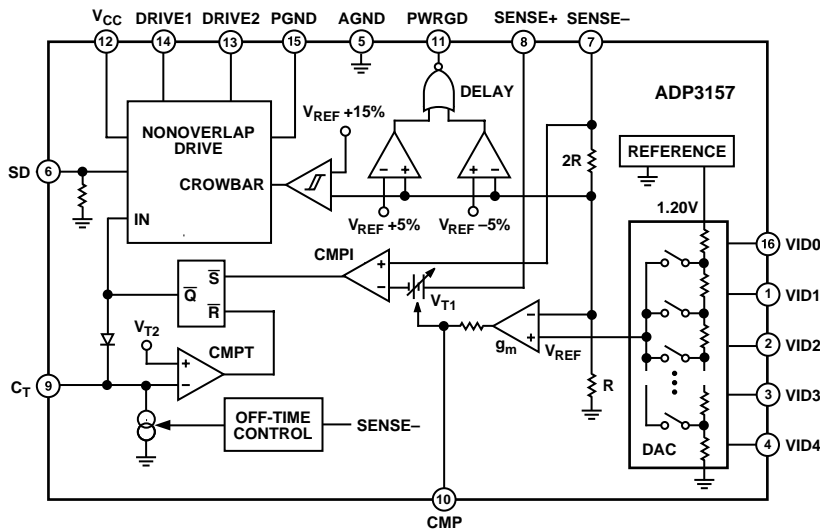 VCC DRIVE1 DRIVE2 PGND AGND PWRGD SENSE+ SENSE–
12 14 13 15 5 11 8 7
DELAY
ADP3157
VREF +15%
NONOVERLAP
DRIVE
2R
REFERENCE
SD 6
CROWBAR
– + + –
VREF +5% VREF –5%
1.20V
IN
16 VID0
CMPI
+
–
S
Q
R
VT1
1 VID1
VT2
–
+
gm
VREF
2 VID2
CMPT
+
–
CT 9
R
3 VID3
OFF-TIME
CONTROL
SENSE–
DAC
4 VID4
10
CMP